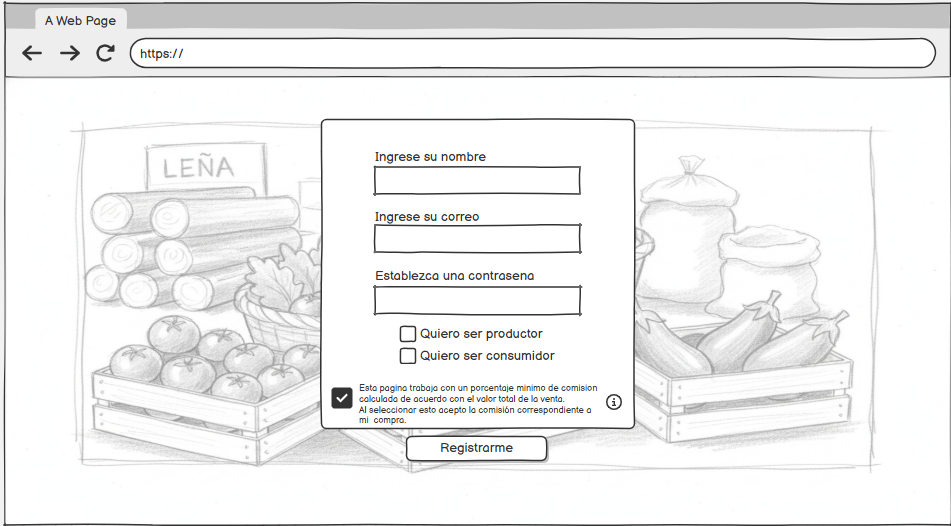 A Web Page
https://
LEÑA
Ingrese su nombre
Ingrese su correo
Establezca una contrasena
Quiero ser productor
Quiero ser consumidor
Esta pagina trabaja con un porcentaje minimo de comision
calculada de acuerdo con el valor total de la venta.
Al seleccionar esto acepto la comisión correspondiente a
mi compra.
Registrarme